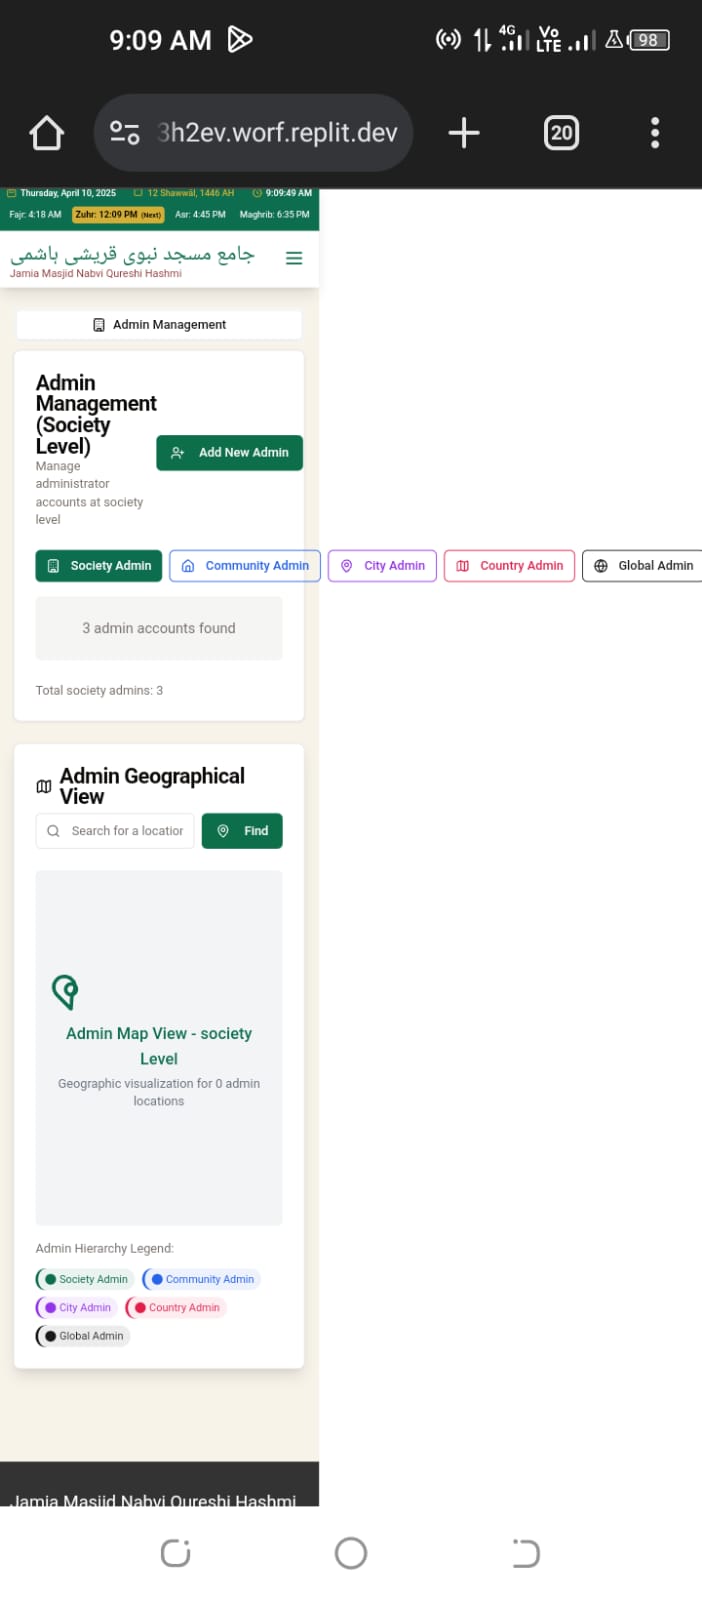 9:09 AM
4G
Vo
LTE
98
3h2ev.worf.replit.dev
20
Thursday, April 10, 2025
12 Shawwāl, 1446 AH
9:09:49 AM
Fajr: 4:18 AM
Zuhr: 12:09 PM (Next)
Asr: 4:45 PM
Maghrib: 6:35 PM
جامع مسجد نبوی قریشی ہاشمی
Jamia Masjid Nabvi Qureshi Hashmi
Admin Management
Admin
Management
(Society
Level)
Manage
administrator
accounts at society
level
Add New Admin
Society Admin
Community Admin
City Admin
Country Admin
Global Admin
3 admin accounts found
Total society admins: 3
Admin Geographical
View
Search for a locatior
Find
Admin Map View - society
Level
Geographic visualization for 0 admin
locations
Admin Hierarchy Legend:
Society Admin
Community Admin
City Admin
Country Admin
Global Admin
Jamia Masjid Nabvi Qureshi Hashmi